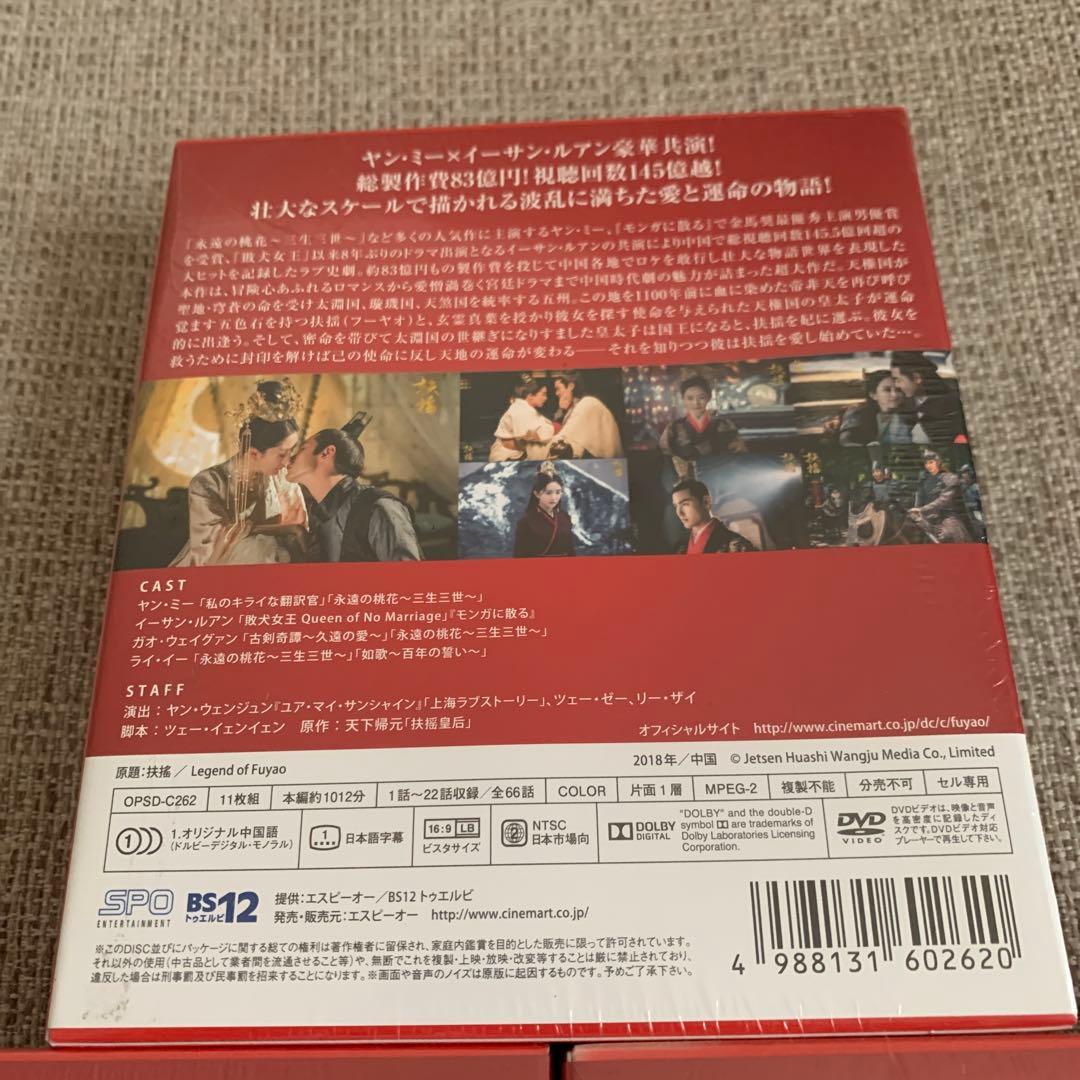 ヤン・ミー×イーサン・ルアン豪華共演!
総製作費83億円!視聴回数145億越!
壮大なスケールで描かれる波乱に満ちた愛と運命の物語!
「永遠の桃花~三生三世~」など多くの人気作に主演するヤン・ミー、『モンガに散る』で金馬奨最優秀主演男優賞
を受賞、「敗犬女王」以来8年ぶりのドラマ出演となるイーサン・ルアンの共演により中国で総視聴回数145.5億回超の
大ヒットを記録したラブ史劇。約83億円もの製作費を投じて中国各地でロケを敢行し壮大な物語世界を表現した
本作は、冒険心あふれるロマンスから愛憎渦巻く宮廷ドラマまで中国時代劇の魅力が詰まった超大作だ。天権国が
聖地・穹蒼の命を受け太淵国、璇璣国、天煞国を統率する五州。この地を1100年前に血に染めた帝非天を再び呼び
覚ます五色石を持つ扶揺(フーヤオ)と、玄霊真葉を授かり彼女を探す使命を与えられた天権国の皇太子が運命
的に出逢う。そして、密命を帯びて太淵国の世継ぎになりすました皇太子は国王になると、扶揺を妃に選ぶ。彼女を
救うために封印を解けば己の使命に反し天地の運命が変わる――それを知りつつ彼は扶揺を愛し始めていた…。
扶搖
CAST
ヤン・ミー「私のキライな翻訳官」「永遠の桃花~三生三世~」
イーサン・ルアン「敗犬女王 Queen of No Marriage」『モンガに散る』
ガオ・ウェイグァン「古剣奇譚~久遠の愛~」「永遠の桃花~三生三世~」
ライ・イー「永遠の桃花~三生三世~」「如歌~百年の誓い~」
STAFF
演出:ヤン・ウェンジュン『ユア・マイ・サンシャイン』「上海ラブストーリー」、ツェー・ゼー、リー・ザイ
脚本:ツェー・イェンイェン 原作:天下帰元「扶揺皇后」
オフィシャルサイト http://www.cinemart.co.jp/dc/c/fuyao/
原題:扶搖/Legend of Fuyao
2018年/中国 © Jetsen Huashi Wangju Media Co., Limited
OPSD-C262 11枚組 本編約1012分 1話~22話収録/全66話 COLOR 片面1層 MPEG-2 複製不能 分売不可 セル専用
1 1.オリジナル中国語
(ドルビーデジタル・モノラル)
1 日本語字幕
16:9 LB
ビスタサイズ
2 NTSC
日本市場向
DOLBY
DIGITAL
"DOLBY" and the double-D
symbol are trademarks of
Dolby Laboratories Licensing
Corporation.
DVD
VIDEO
DVDビデオは、映像と音声
を高密度に記録したディ
スクです。DVDビデオ対応
プレーヤーで再生して下さい。
SPO
ENTERTAINMENT
BS12
トゥエルビ
提供:エスピーオー/BS12 トゥエルビ
発売・販売元:エスピーオー http://www.cinemart.co.jp/
※このDISC並びにパッケージに関する総ての権利は著作権者に留保され、家庭内鑑賞を目的とした販売に限って許可されています。
それ以外の使用(中古品として業者間を流通させること等)や、無断でこれを複製・上映・放映・改変等することは厳に禁止されており、
違反した場合は刑事罰及び民事罰を招来することになります。※画面や音声のノイズは原版に起因するものです。予めご了承下さい。
4 988131 602620